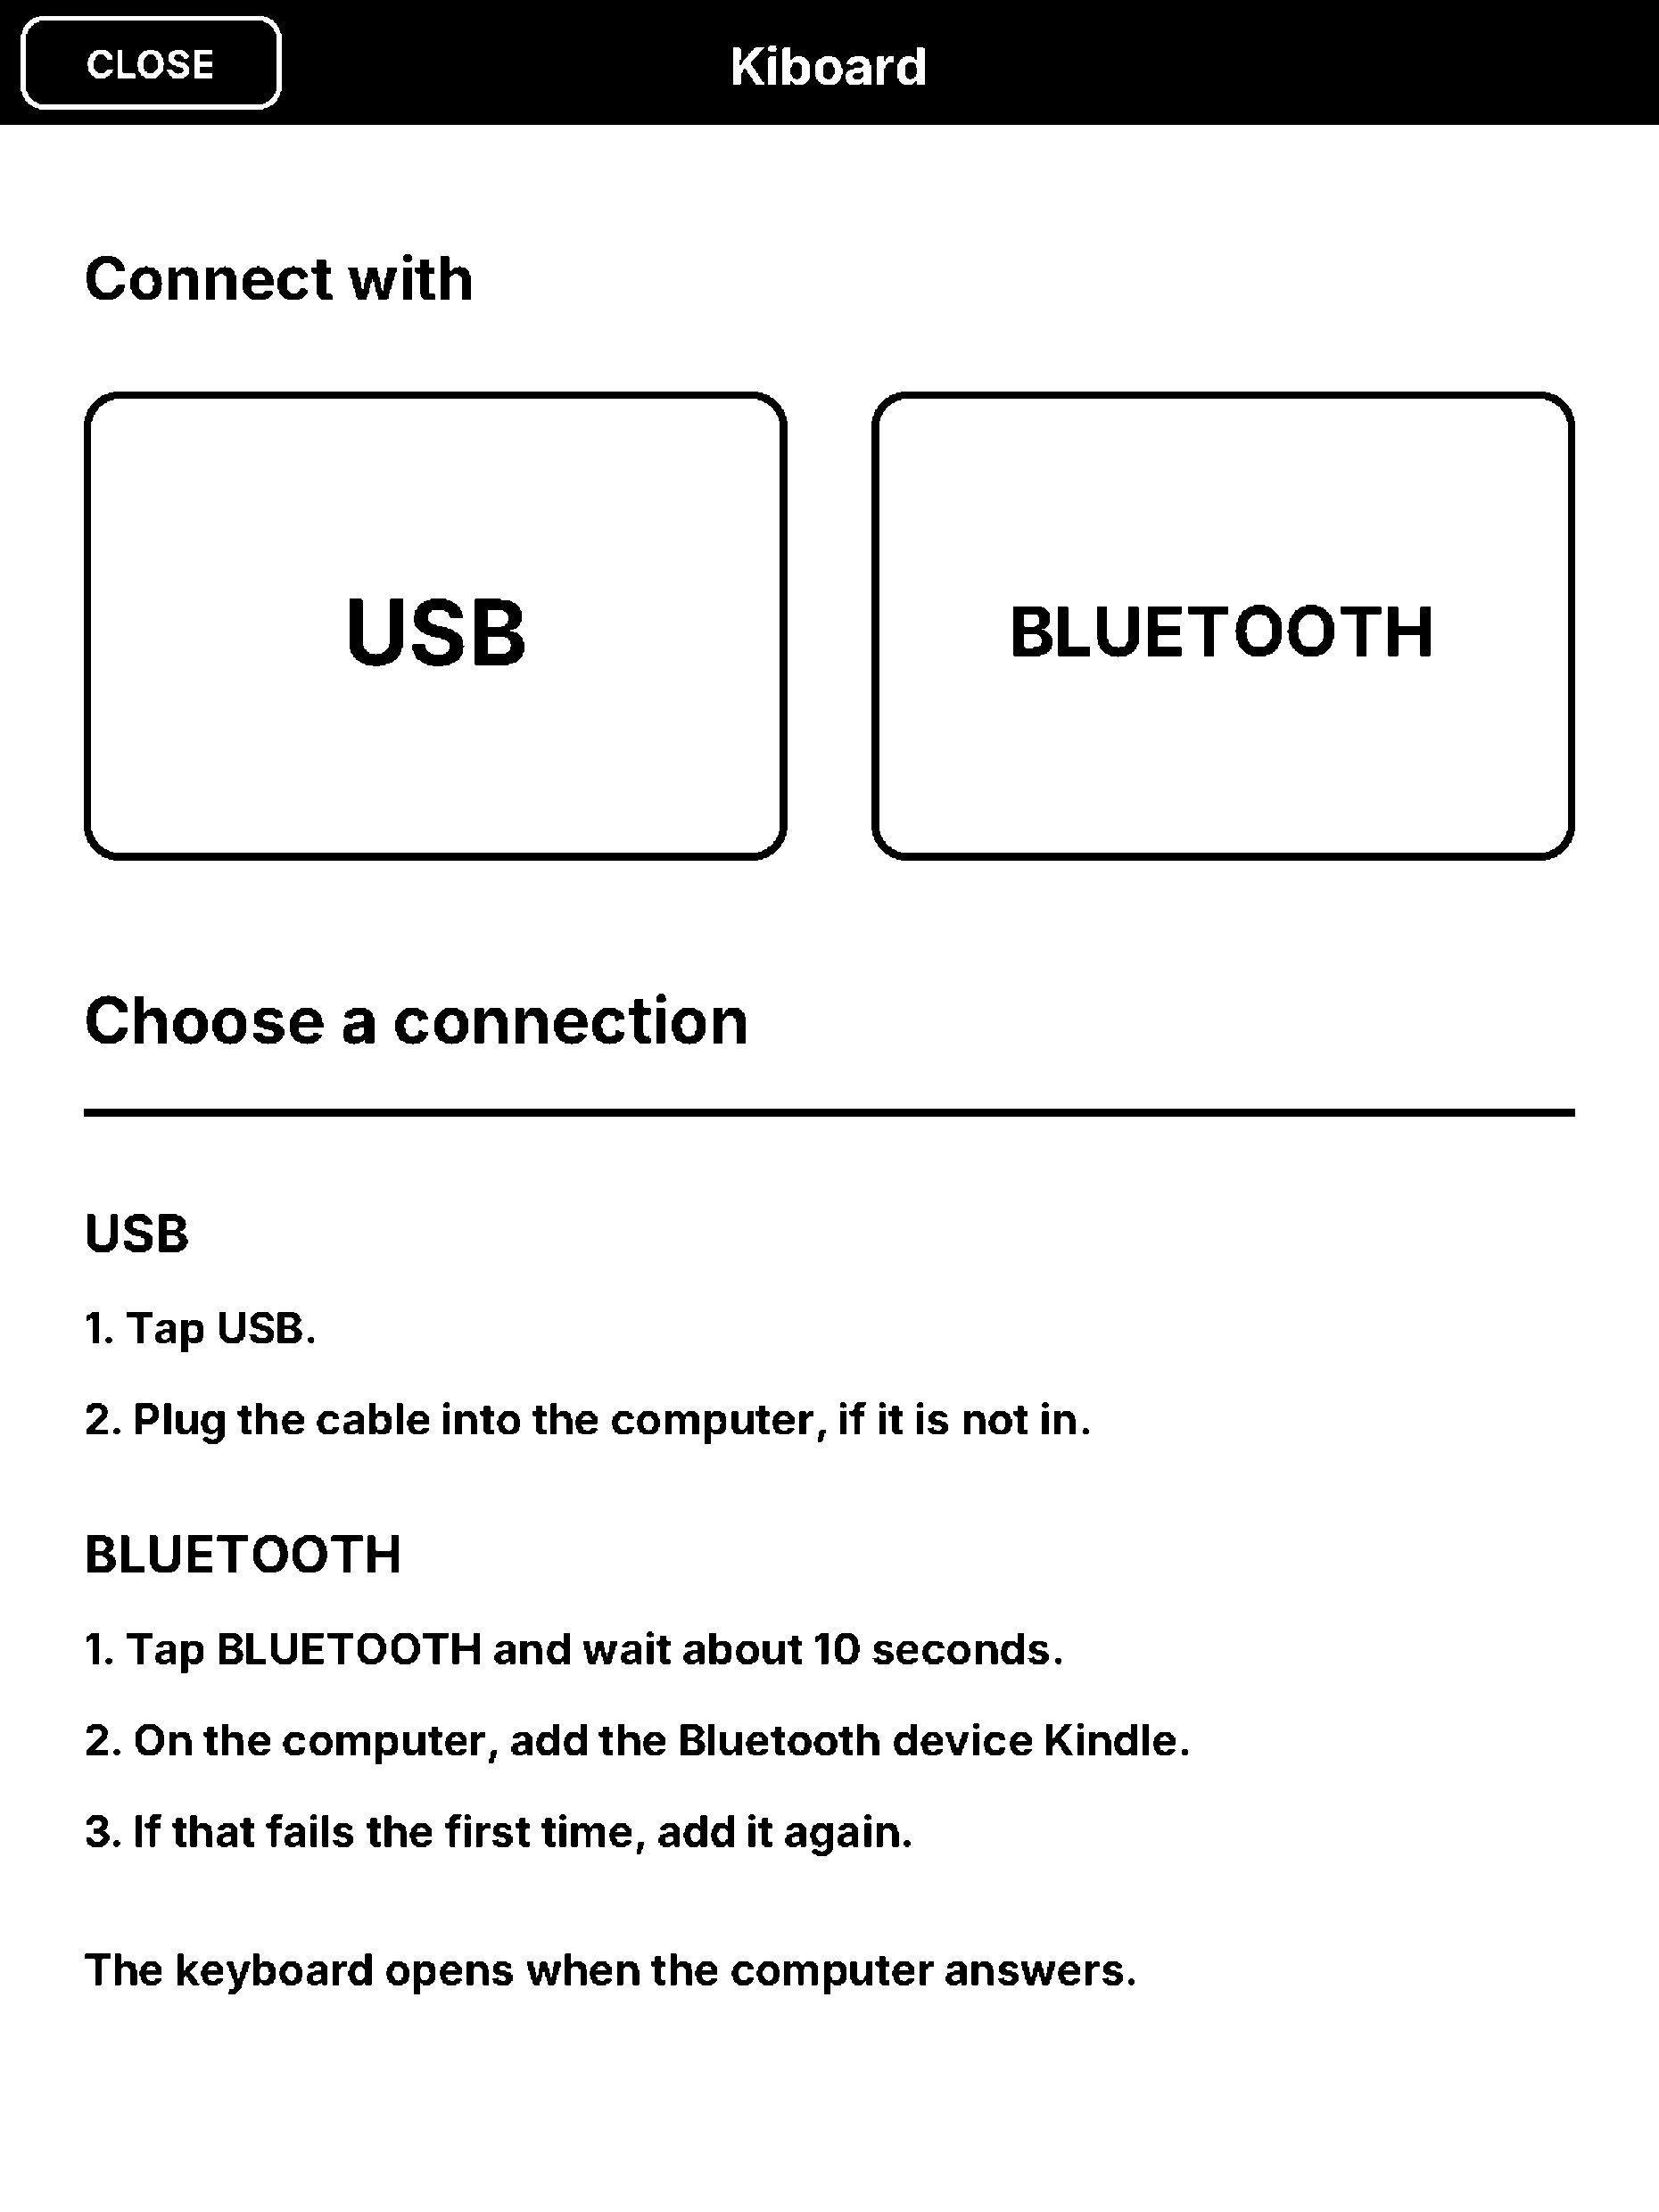 CLOSE
Kiboard
Connect with
USB
BLUETOOTH
Choose a connection
USB
1. Tap USB.
2. Plug the cable into the computer, if it is not in.
BLUETOOTH
1. Tap BLUETOOTH and wait about 10 seconds.
2. On the computer, add the Bluetooth device Kindle.
3. If that fails the first time, add it again.
The keyboard opens when the computer answers.